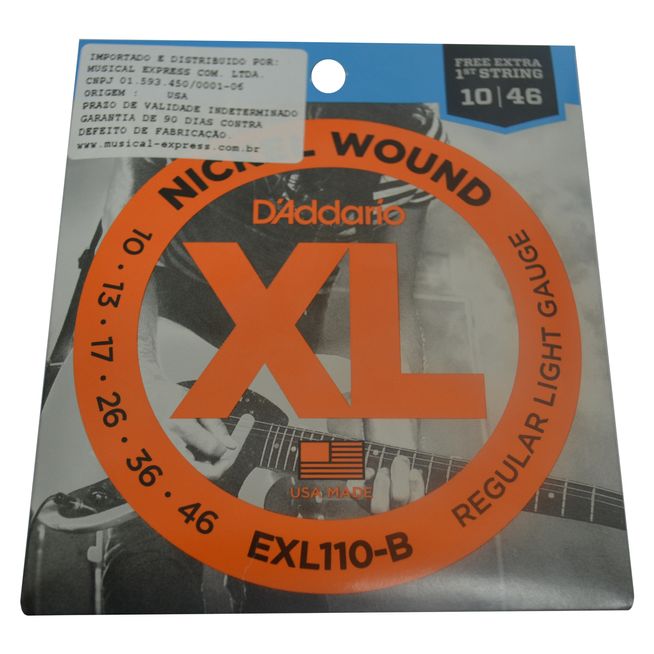 IMPORTADO E DISTRIBUIDO POR:
MUSICAL EXPRESS COM. LTDA.
CNPJ 01.593.450/0001-06
ORIGEM : USA
PRAZO DE VALIDADE INDETERMINADO
GARANTIA DE 90 DIAS CONTRA
DEFEITO DE FABRICAÇÃO.
www.musical-express.com.br
FREE EXTRA
1ST STRING
10 | 46
WOUND
D'Addario
XL
10 • 13 • 17 • 26 • 36 • 46
REGULAR LIGHT GAUGE
USA MADE
EXL110-B